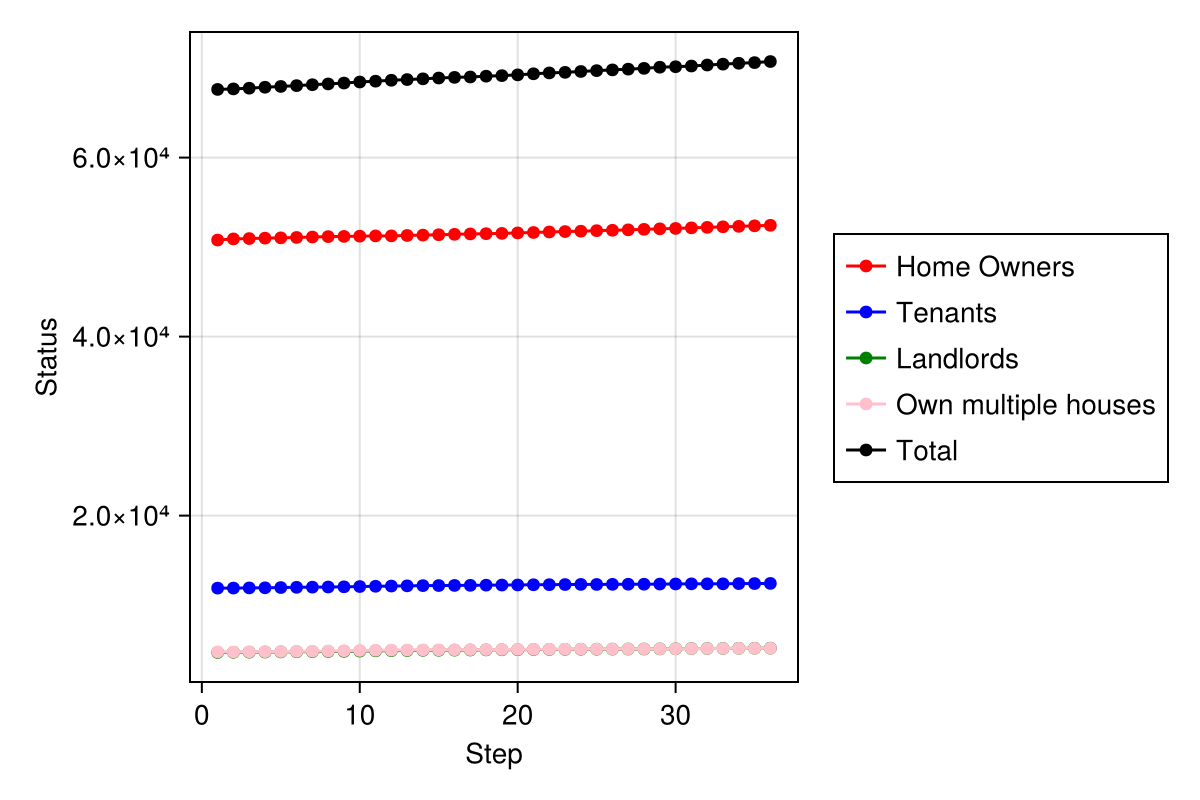 6.0×10⁴
4.0×10⁴
2.0×10⁴
Status
0 10 20 30
Step
Home Owners
Tenants
Landlords
Own multiple houses
Total